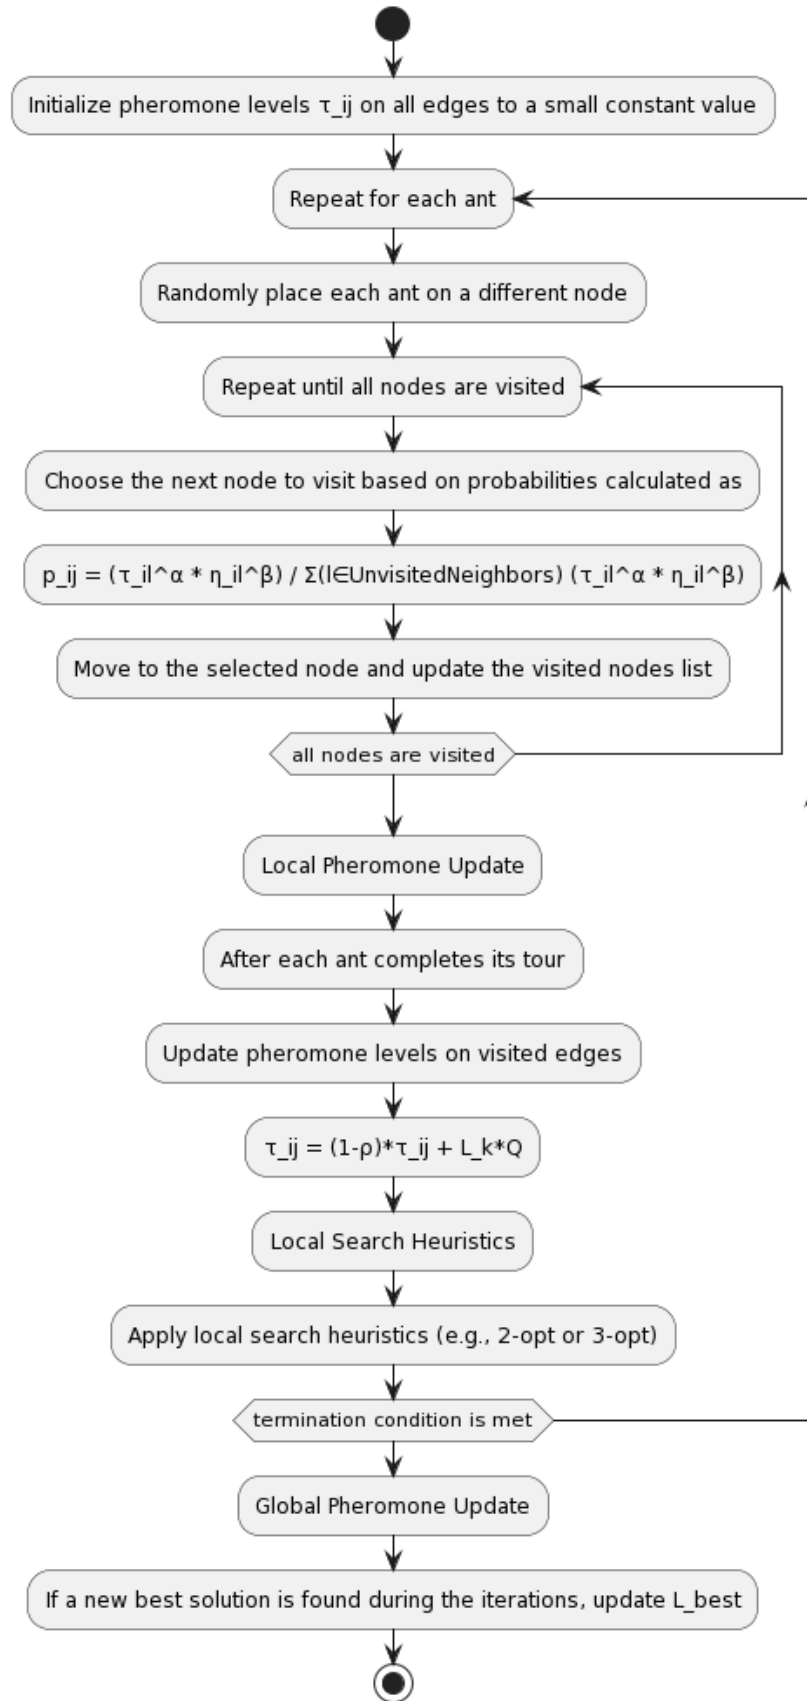 Initialize pheromone levels τ_ij on all edges to a small constant value
Repeat for each ant
Randomly place each ant on a different node
Repeat until all nodes are visited
Choose the next node to visit based on probabilities calculated as
p_ij = (τ_il^α * η_il^β) / Σ(l∈UnvisitedNeighbors) (τ_il^α * η_il^β)
Move to the selected node and update the visited nodes list
all nodes are visited
Local Pheromone Update
After each ant completes its tour
Update pheromone levels on visited edges
τ_ij = (1-ρ)*τ_ij + L_k*Q
Local Search Heuristics
Apply local search heuristics (e.g., 2-opt or 3-opt)
termination condition is met
Global Pheromone Update
If a new best solution is found during the iterations, update L_best